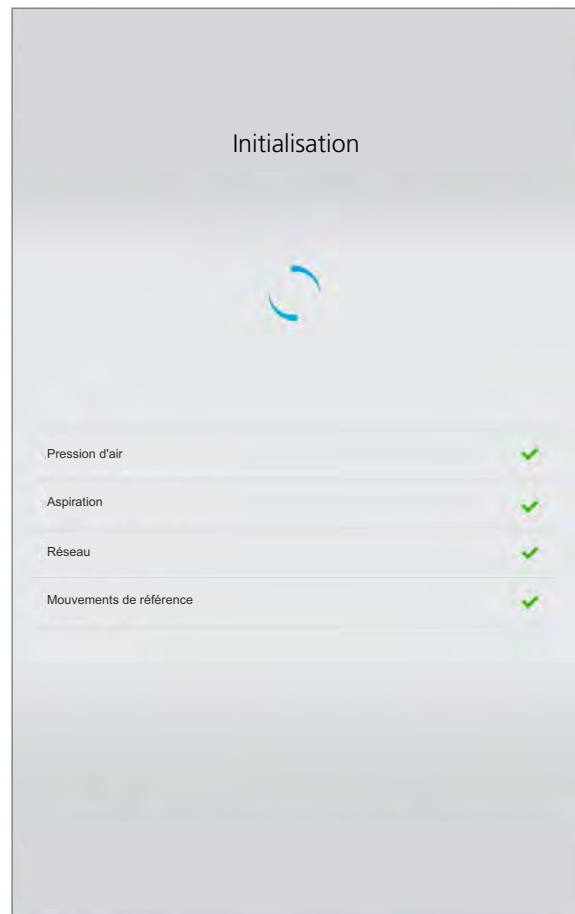 Initialisation
Pression d'air
Aspiration
Réseau
Mouvements de référence